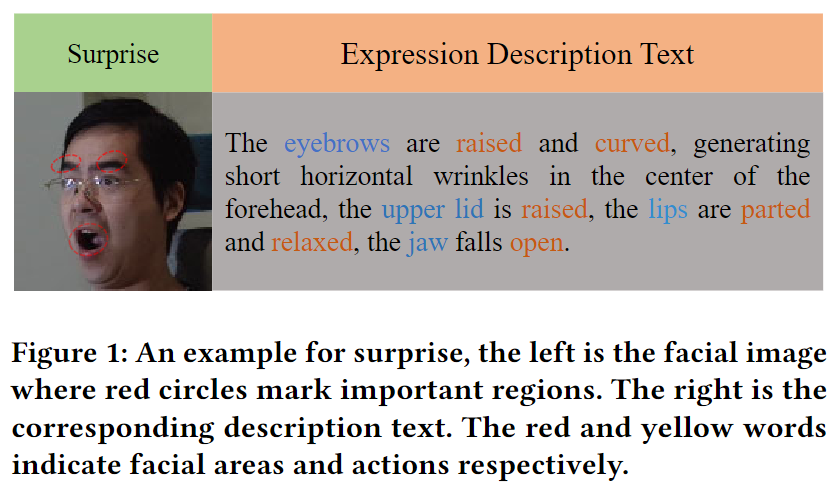 Surprise
Expression Description Text
The eyebrows are raised and curved, generating
short horizontal wrinkles in the center of the
forehead, the upper lid is raised, the lips are parted
and relaxed, the jaw falls open.
Figure 1: An example for surprise, the left is the facial image
where red circles mark important regions. The right is the
corresponding description text. The red and yellow words
indicate facial areas and actions respectively.